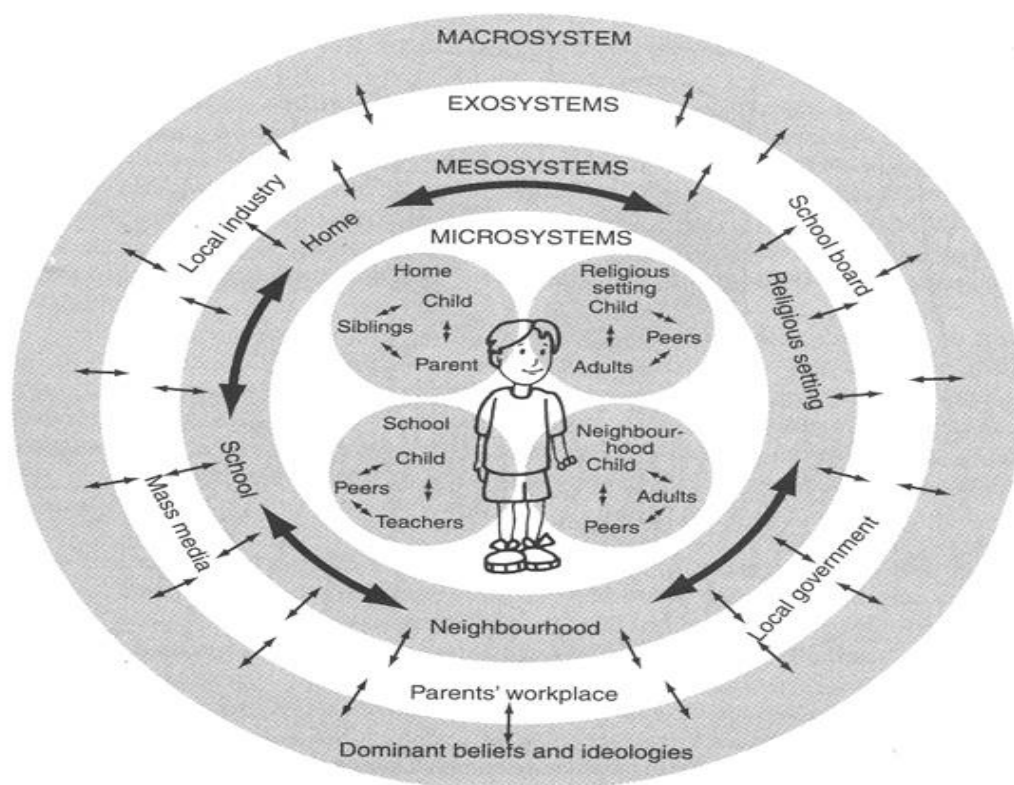 MACROSYSTEM
EXOSYSTEMS
MESOSYSTEMS
MICROSYSTEMS
Local industry
Home
School board
Religious setting
Home
Child
Siblings
Parent
Religious
setting
Child
Peers
Adults
School
Child
Peers
Teachers
Neighbour-
hood
Child
Adults
Peers
School
Mass media
Local government
Neighbourhood
Parents' workplace
Dominant beliefs and ideologies